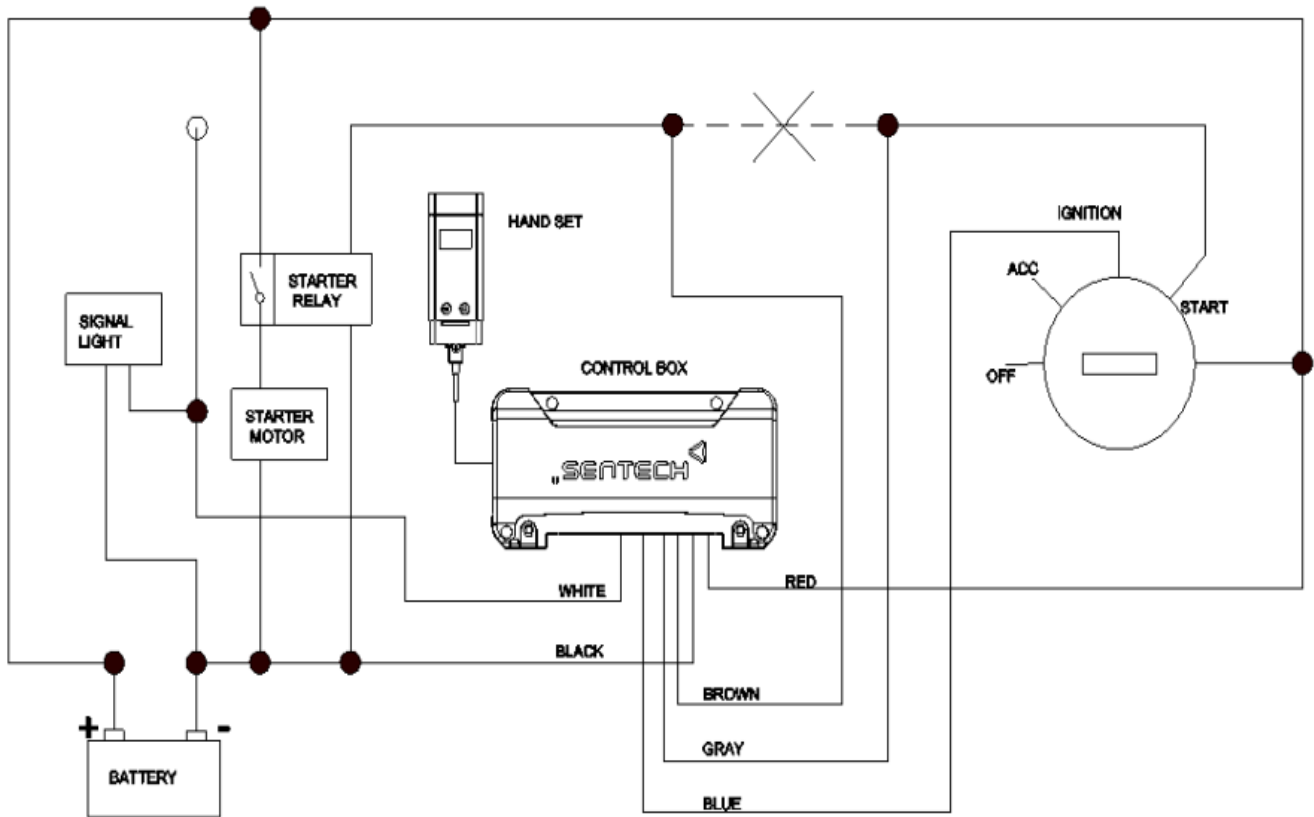 HAND SET
IGNITION
ACC
STARTER
RELAY
START
SIGNAL
LIGHT
CONTROL BOX
OFF
STARTER
MOTOR
SENTECH
WHITE
RED
BLACK
BROWN
GRAY
+
-
BATTERY
BLUE